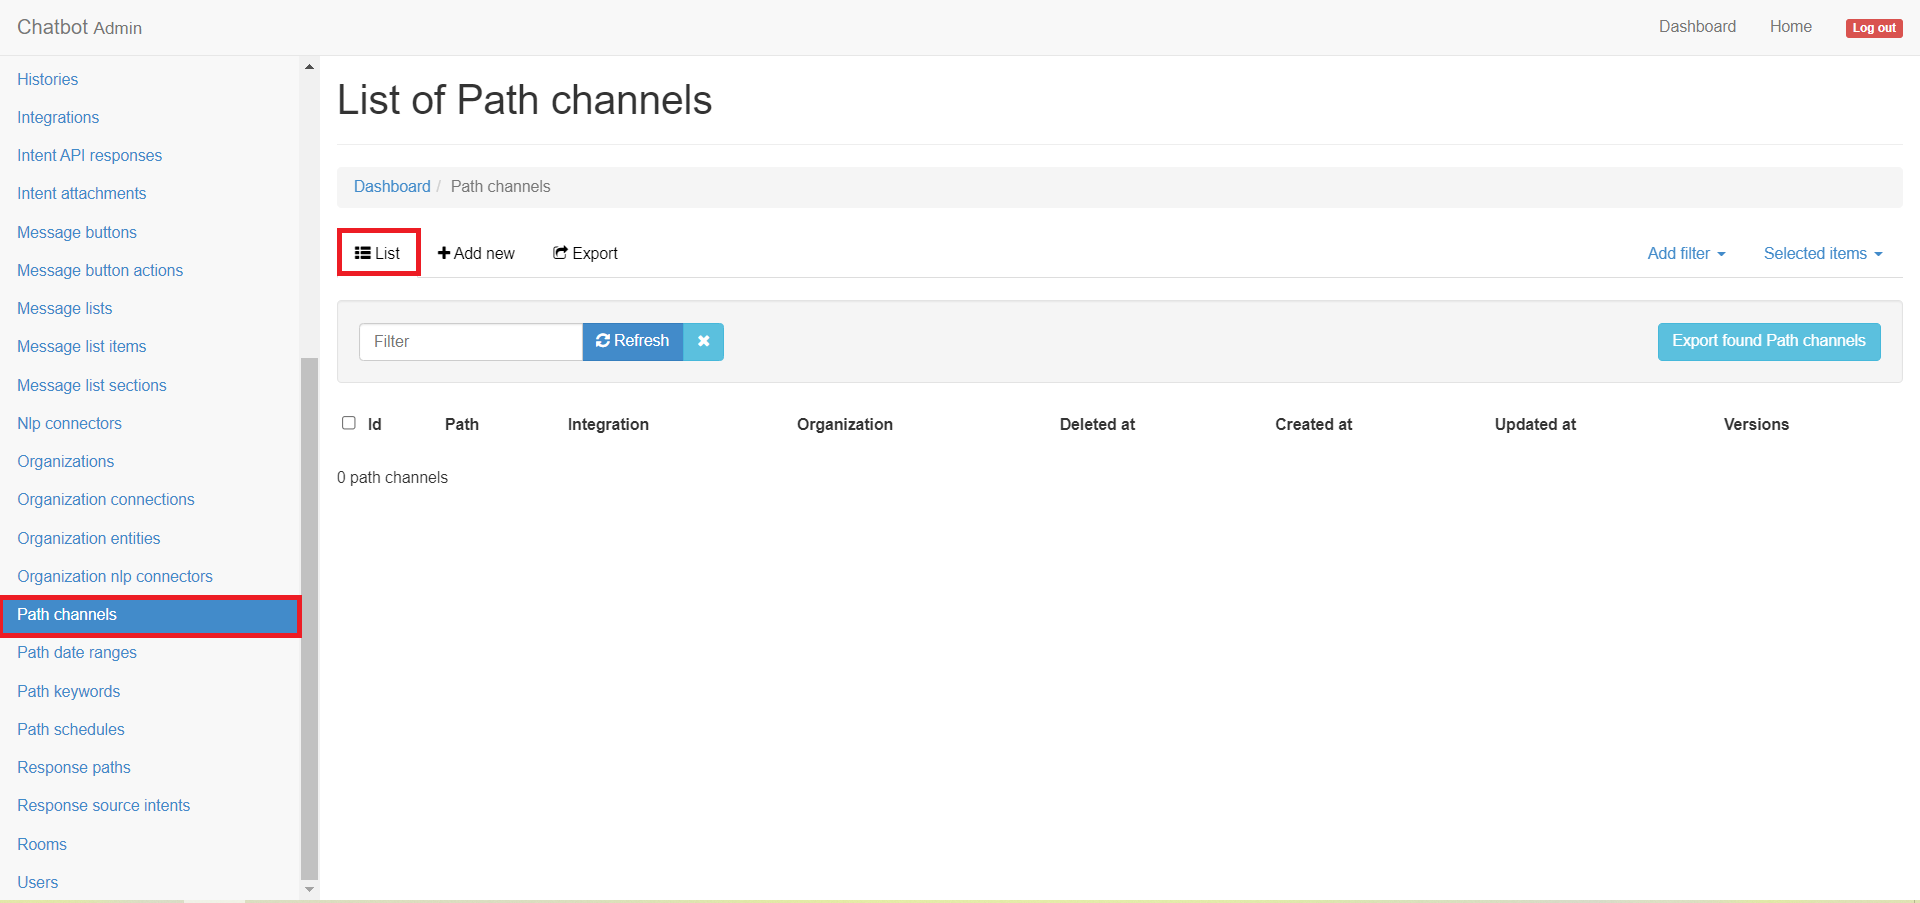 Chatbot Admin
Dashboard Home Log out
Histories
Integrations
Intent API responses
Intent attachments
Message buttons
Message button actions
Message lists
Message list items
Message list sections
Nlp connectors
Organizations
Organization connections
Organization entities
Organization nlp connectors
Path channels
Path date ranges
Path keywords
Path schedules
Response paths
Response source intents
Rooms
Users
List of Path channels
Dashboard / Path channels
List Add new Export Add filter Selected items
Filter Refresh Export found Path channels
Id Path Integration Organization Deleted at Created at Updated at Versions
0 path channels